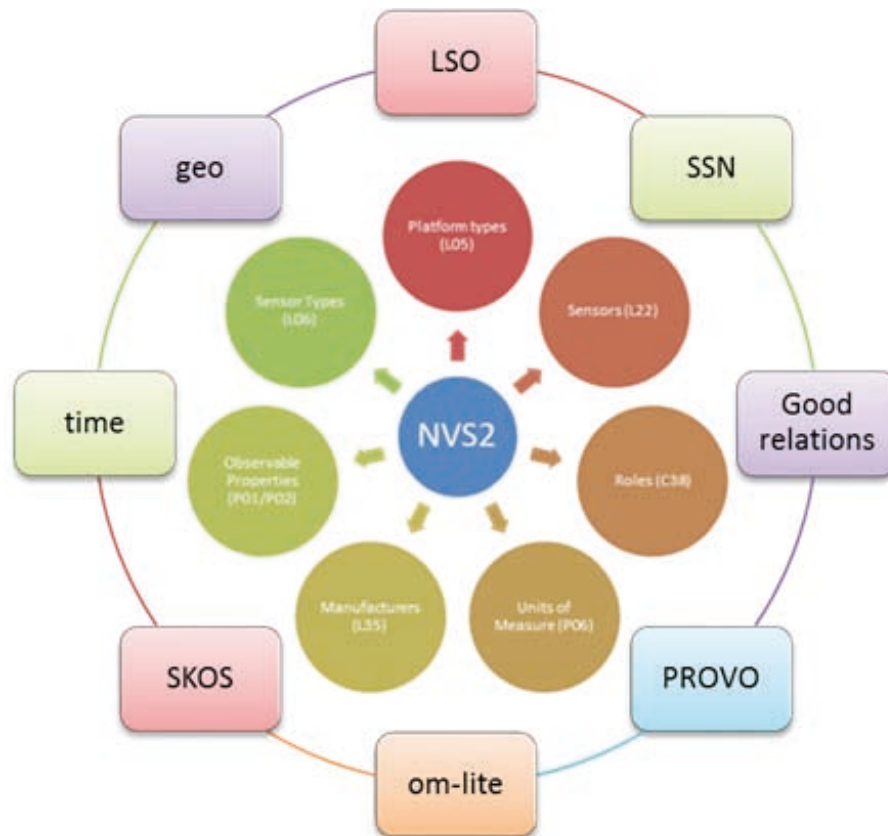 LSO
geo
SSN
Platform types
(L05)
Sensor Types
(L06)
Sensors (L22)
NVS2
time
Good
relations
Observable
Properties
(P01/P02)
Roles (C38)
Manufacturers
(L35)
Units of
Measure (P06)
SKOS
PROVO
om-lite